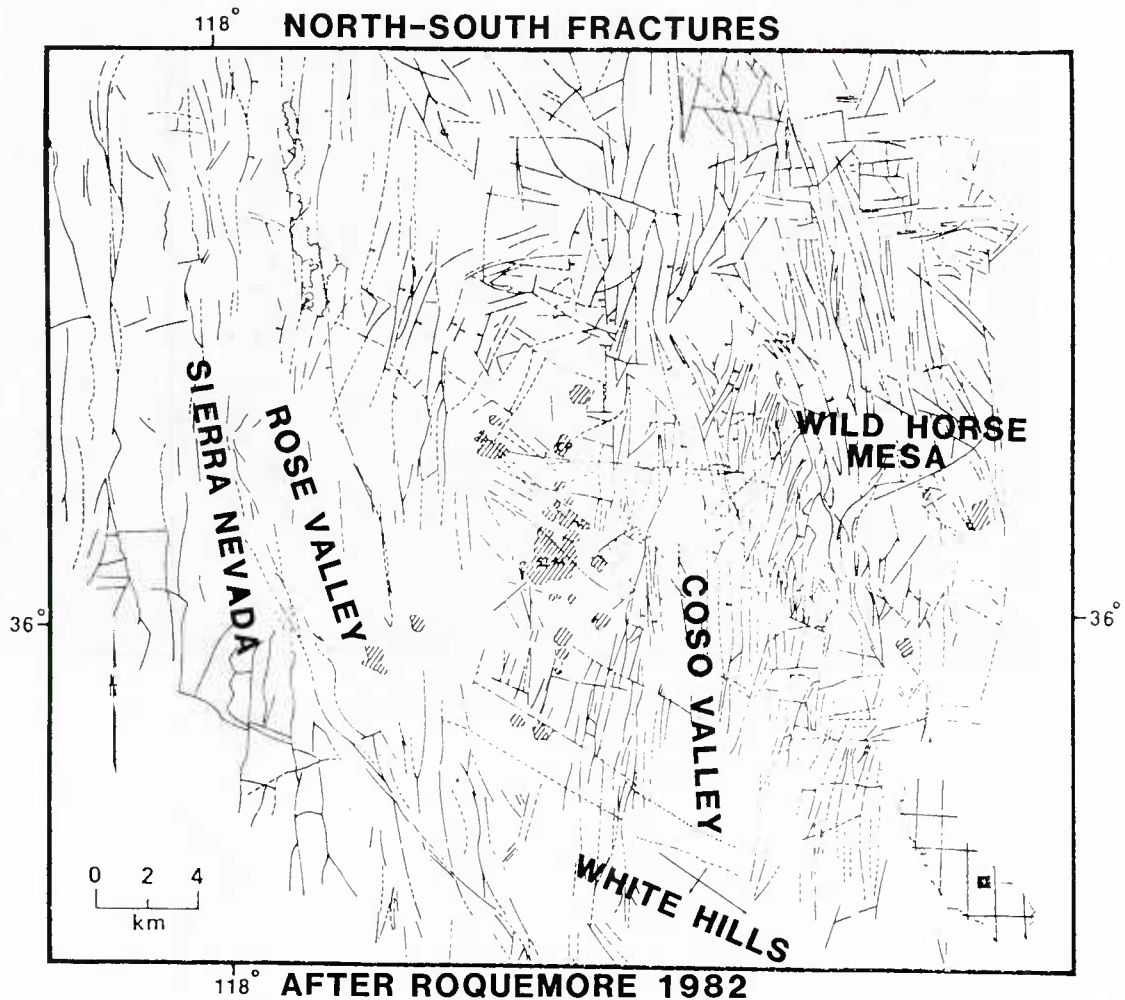 118°
NORTH-SOUTH FRACTURES
SIERRA NEVADA
ROSE VALLEY
WILD HORSE
MESA
COSO VALLEY
36°
36°
WHITE HILLS
0 2 4
km
118°
AFTER ROQUEMORE 1982